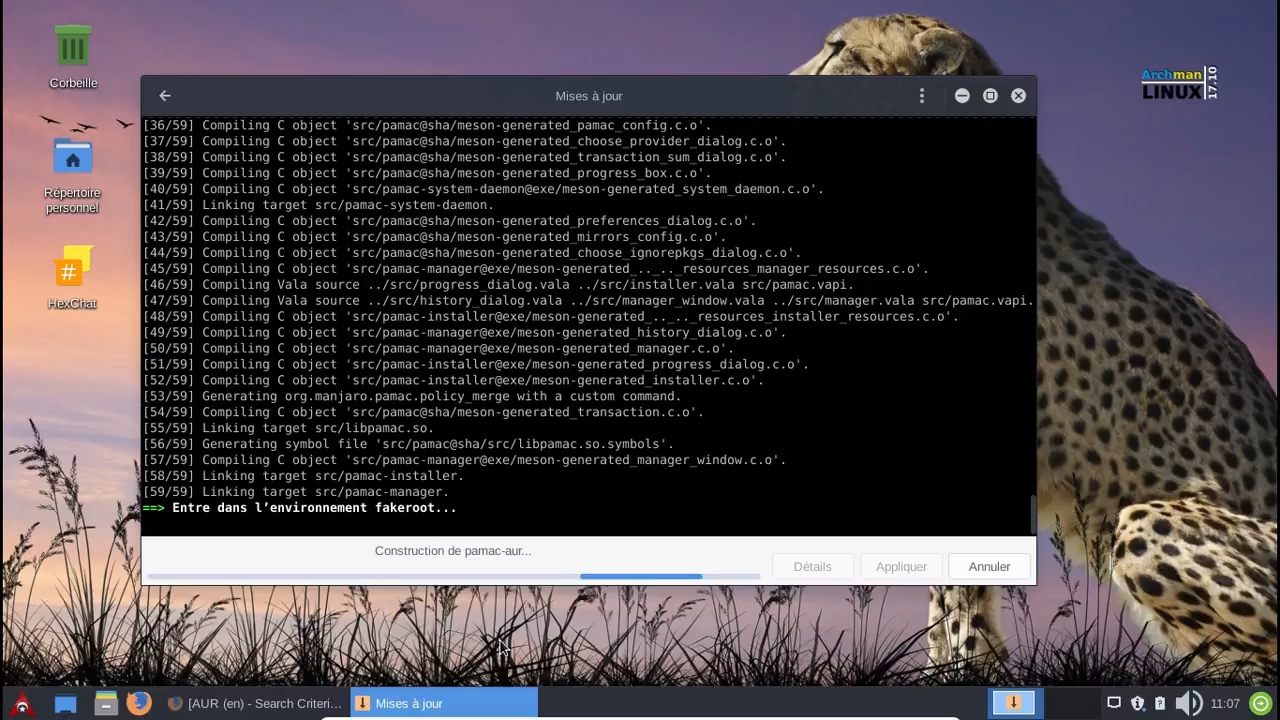 Corbeille
Répertoire
personnel
HexChat
Archman
LINUX
17.10
Mises à jour
[36/59] Compiling C object 'src/pamac@sha/meson-generated_pamac_config.c.o'.
[37/59] Compiling C object 'src/pamac@sha/meson-generated_choose_provider_dialog.c.o'.
[38/59] Compiling C object 'src/pamac@sha/meson-generated_transaction_sum_dialog.c.o'.
[39/59] Compiling C object 'src/pamac@sha/meson-generated_progress_box.c.o'.
[40/59] Compiling C object 'src/pamac-system-daemon@exe/meson-generated_system_daemon.c.o'.
[41/59] Linking target src/pamac-system-daemon.
[42/59] Compiling C object 'src/pamac@sha/meson-generated_preferences_dialog.c.o'.
[43/59] Compiling C object 'src/pamac@sha/meson-generated_mirrors_config.c.o'.
[44/59] Compiling C object 'src/pamac@sha/meson-generated_choose_ignorepkgs_dialog.c.o'.
[45/59] Compiling C object 'src/pamac-manager@exe/meson-generated_.._.._resources_manager_resources.c.o'.
[46/59] Compiling Vala source ../src/progress_dialog.vala ../src/installer.vala src/pamac.vapi.
[47/59] Compiling Vala source ../src/history_dialog.vala ../src/manager_window.vala ../src/manager.vala src/pamac.vapi.
[48/59] Compiling C object 'src/pamac-installer@exe/meson-generated_.._.._resources_installer_resources.c.o'.
[49/59] Compiling C object 'src/pamac-manager@exe/meson-generated_history_dialog.c.o'.
[50/59] Compiling C object 'src/pamac-manager@exe/meson-generated_manager.c.o'.
[51/59] Compiling C object 'src/pamac-installer@exe/meson-generated_progress_dialog.c.o'.
[52/59] Compiling C object 'src/pamac-installer@exe/meson-generated_installer.c.o'.
[53/59] Generating org.manjaro.pamac.policy_merge with a custom command.
[54/59] Compiling C object 'src/pamac@sha/meson-generated_transaction.c.o'.
[55/59] Linking target src/libpamac.so.
[56/59] Generating symbol file 'src/pamac@sha/src/libpamac.so.symbols'.
[57/59] Compiling C object 'src/pamac-manager@exe/meson-generated_manager_window.c.o'.
[58/59] Linking target src/pamac-installer.
[59/59] Linking target src/pamac-manager.
==> Entre dans l’environnement fakeroot...
Construction de pamac-aur...
Détails
Appliquer
Annuler
[AUR (en) - Search Criteri...
Mises à jour
11:07